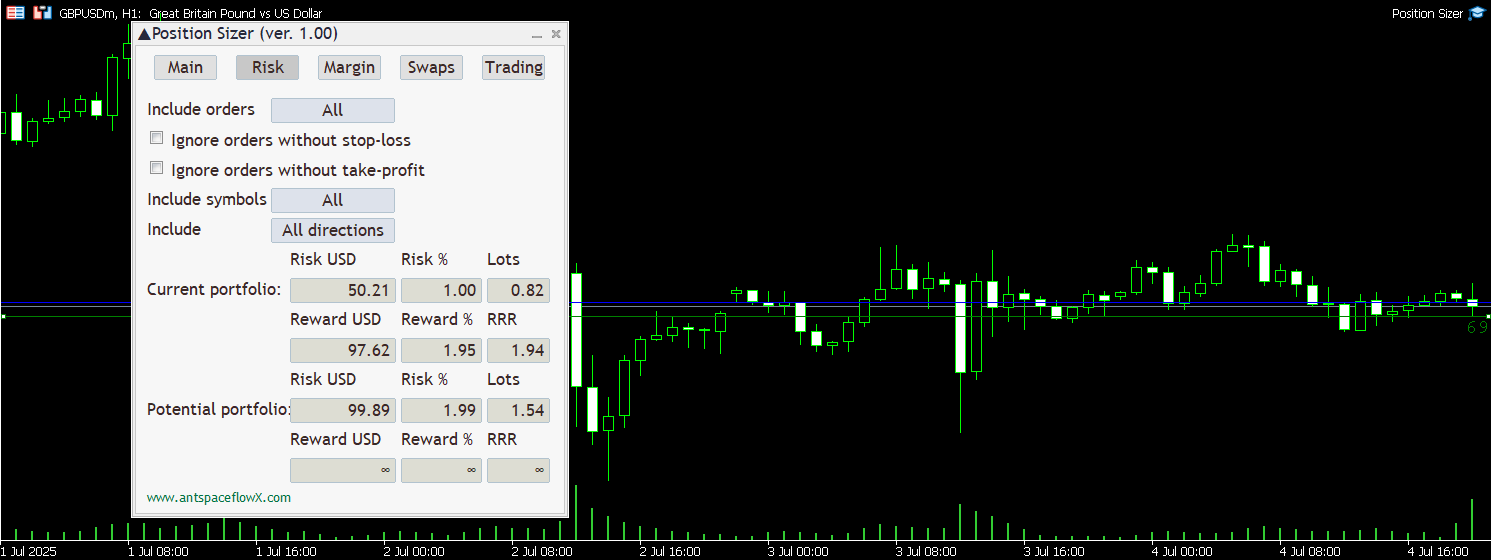 GBPUSDm, H1: Great Britain Pound vs US Dollar
Position Sizer
Position Sizer (ver. 1.00)
Main Risk Margin Swaps Trading
Include orders All
Ignore orders without stop-loss
Ignore orders without take-profit
Include symbols All
Include All directions
Risk USD Risk % Lots
Current portfolio: 50.21 1.00 0.82
Reward USD Reward % RRR
97.62 1.95 1.94
Risk USD Risk % Lots
Potential portfolio: 99.89 1.99 1.54
Reward USD Reward % RRR
∞ ∞ ∞
www.antspaceflowX.com
69
1 Jul 2025 1 Jul 08:00 1 Jul 16:00 2 Jul 00:00 2 Jul 08:00 2 Jul 16:00 3 Jul 00:00 3 Jul 08:00 3 Jul 16:00 4 Jul 00:00 4 Jul 08:00 4 Jul 16:00